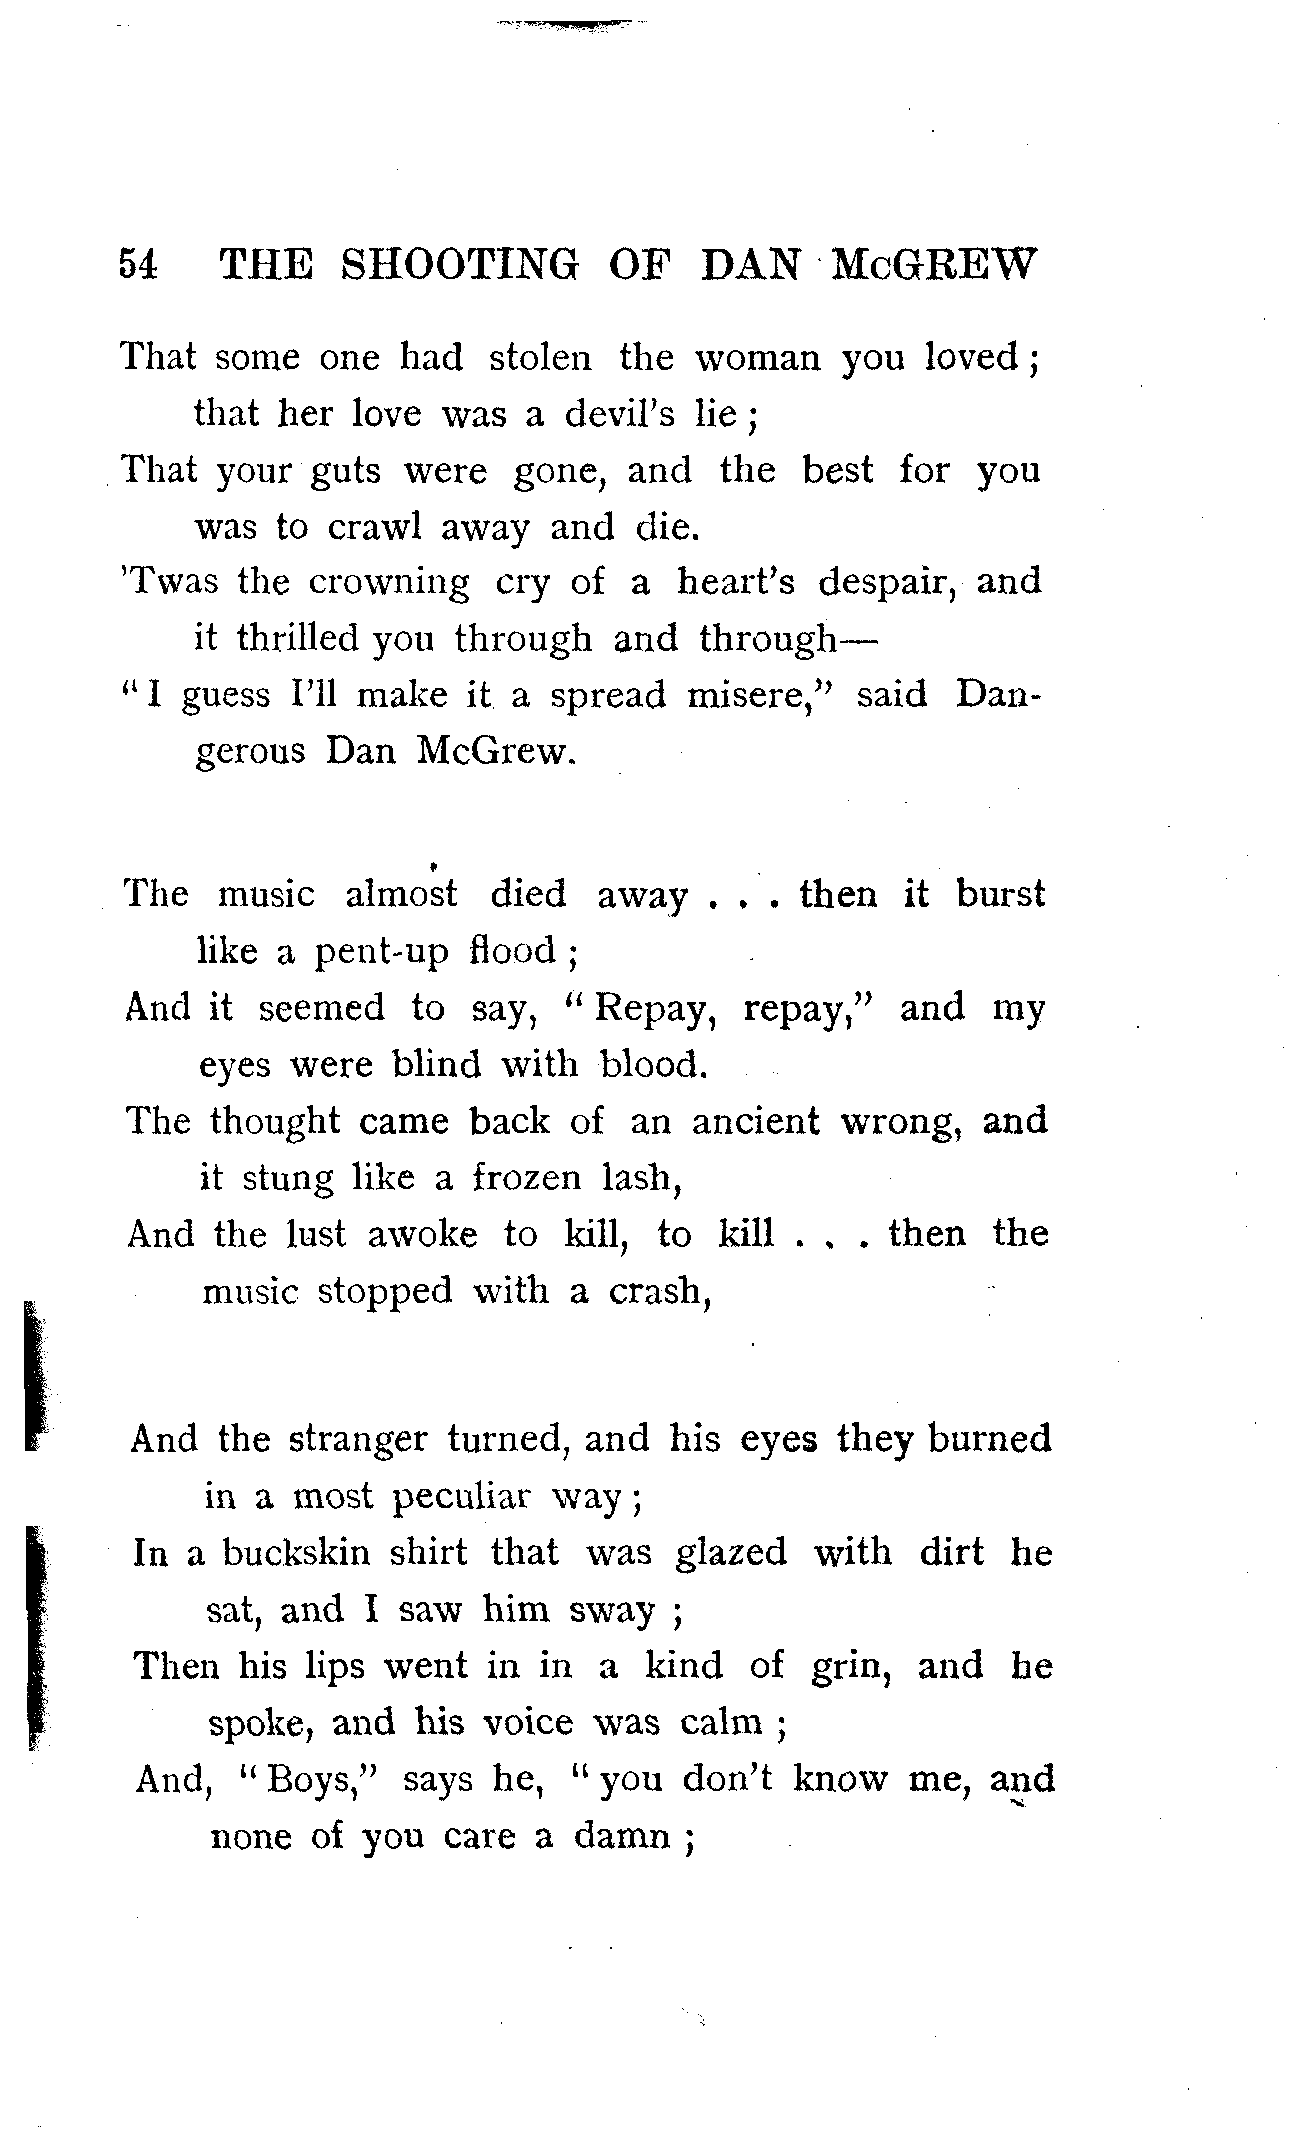 54 THE SHOOTING OF DAN McGREW
That some one had stolen the woman you loved ;
that her love was a devil's lie ;
That your guts were gone, and the best for you
was to crawl away and die.
'Twas the crowning cry of a heart's despair, and
it thrilled you through and through—
“ I guess I'll make it a spread misere,” said Dan-
gerous Dan McGrew.
The music almost died away . . . then it burst
like a pent-up flood ;
And it seemed to say, “ Repay, repay,” and my
eyes were blind with blood.
The thought came back of an ancient wrong, and
it stung like a frozen lash,
And the lust awoke to kill, to kill . . . then the
music stopped with a crash,
And the stranger turned, and his eyes they burned
in a most peculiar way ;
In a buckskin shirt that was glazed with dirt he
sat, and I saw him sway ;
Then his lips went in in a kind of grin, and he
spoke, and his voice was calm ;
And, “ Boys,” says he, “ you don't know me, and
none of you care a damn ;